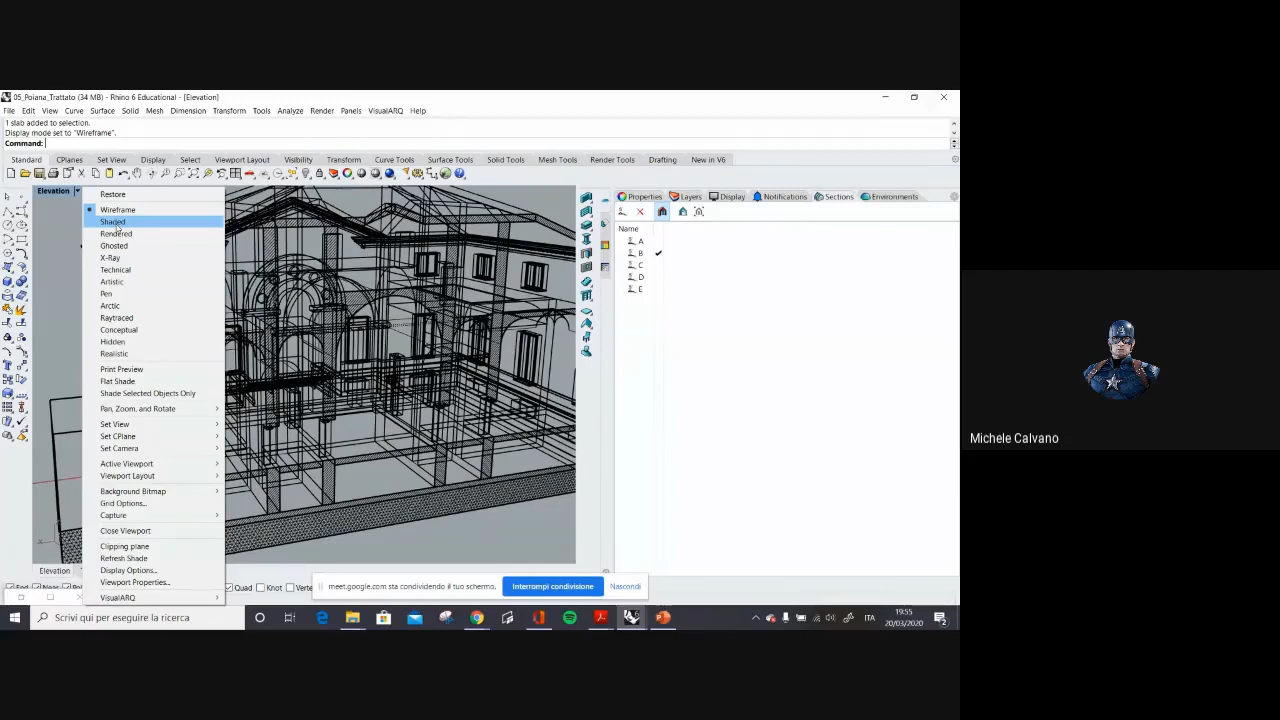 05_Poiana_Trattato (34 MB) - Rhino 6 Educational - [Elevation]
File Edit View Curve Surface Solid Mesh Dimension Transform Tools Analyze Render Panels VisualARQ Help
1 slab added to selection.
Display mode set to "Wireframe".
Command:
Standard CPlanes Set View Display Select Viewport Layout Visibility Transform Curve Tools Surface Tools Solid Tools Mesh Tools Render Tools Drafting New in V6
Elevation
Restore
Wireframe
Shaded
Rendered
Ghosted
X-Ray
Technical
Artistic
Pen
Arctic
Raytraced
Conceptual
Hidden
Realistic
Print Preview
Flat Shade
Shade Selected Objects Only
Pan, Zoom, and Rotate
Set View
Set CPlane
Set Camera
Active Viewport
Viewport Layout
Background Bitmap
Grid Options...
Capture
Close Viewport
Clipping plane
Refresh Shade
Display Options...
Viewport Properties...
VisualARQ
Properties Layers Display Notifications Sections Environments
Name
A
B
C
D
E
Michele Calvano
Elevation
Quad Knot
meet.google.com sta condividendo il tuo schermo. Interrompi condivisione Nascondi
Scrivi qui per eseguire la ricerca
ITA
19:55
20/03/2020
2